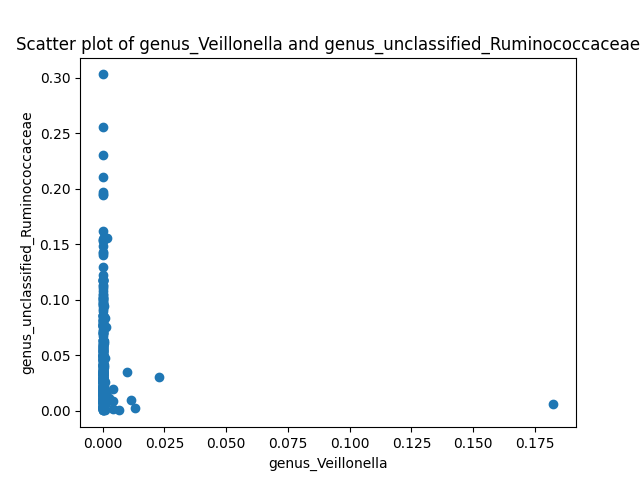 Scatter plot of genus_Veillonella and genus_unclassified_Ruminococcaceae
genus_unclassified_Ruminococcaceae
0.30
0.25
0.20
0.15
0.10
0.05
0.00
0.000 0.025 0.050 0.075 0.100 0.125 0.150 0.175
genus_Veillonella